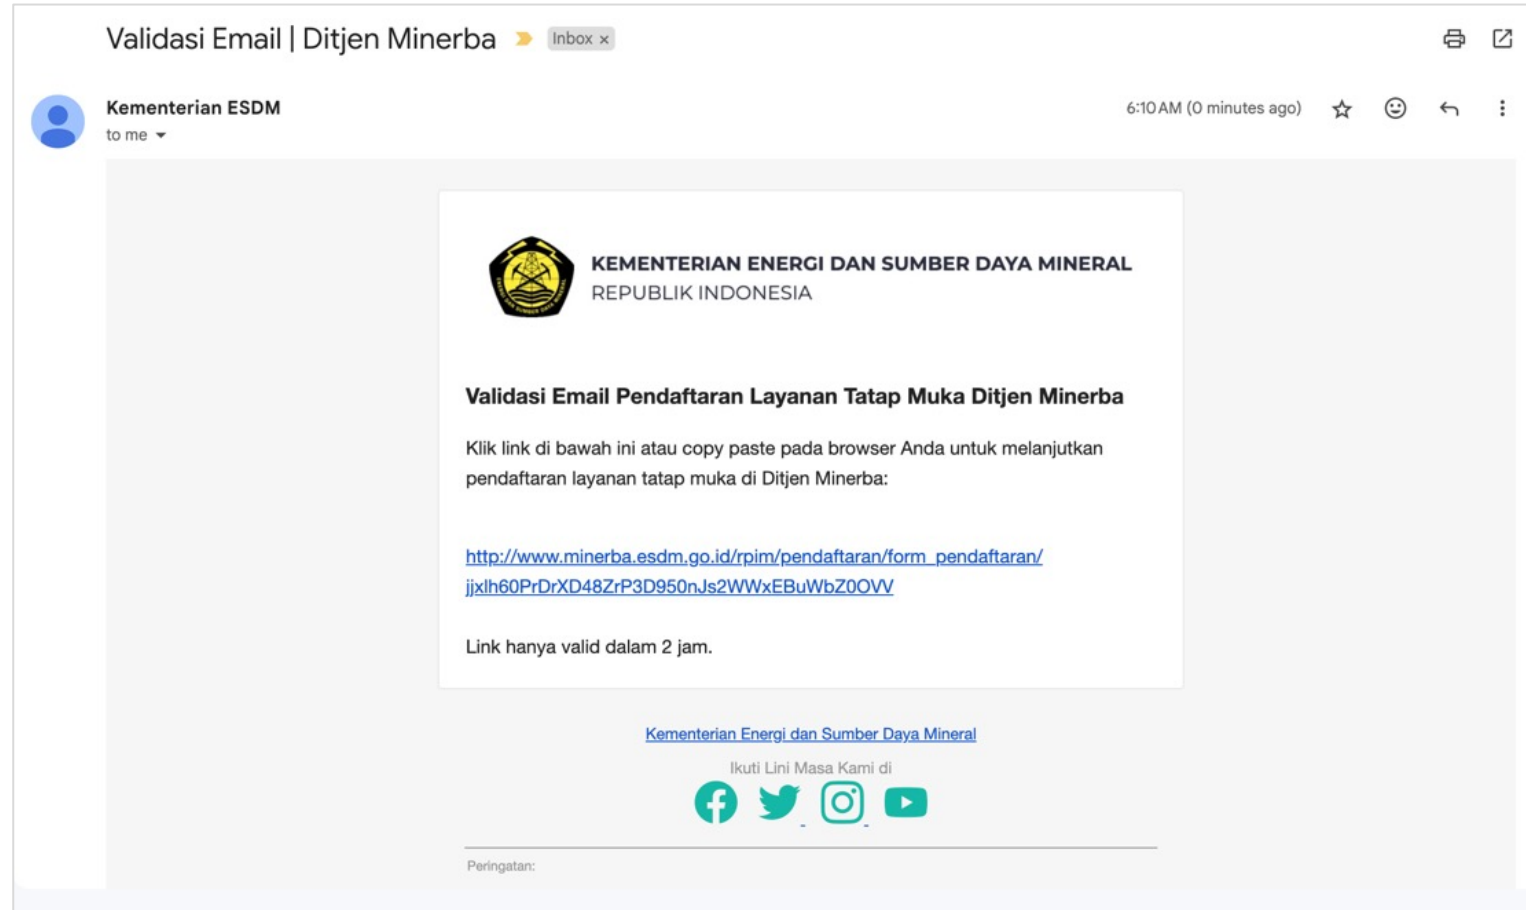 Validasi Email | Ditjen Minerba
Inbox x
Kementerian ESDM
6:10 AM (0 minutes ago)
to me
KEMENTERIAN ENERGI DAN SUMBER DAYA MINERAL
REPUBLIK INDONESIA
Validasi Email Pendaftaran Layanan Tatap Muka Ditjen Minerba
Klik link di bawah ini atau copy paste pada browser Anda untuk melanjutkan
pendaftaran layanan tatap muka di Ditjen Minerba:
http://www.minerba.esdm.go.id/rpim/pendaftaran/form_pendaftaran/
jjxlh60PrDrXD48ZrP3D950nJs2WWxEBuWbZ0OVV
Link hanya valid dalam 2 jam.
Kementerian Energi dan Sumber Daya Mineral
Ikuti Lini Masa Kami di
Peringatan: